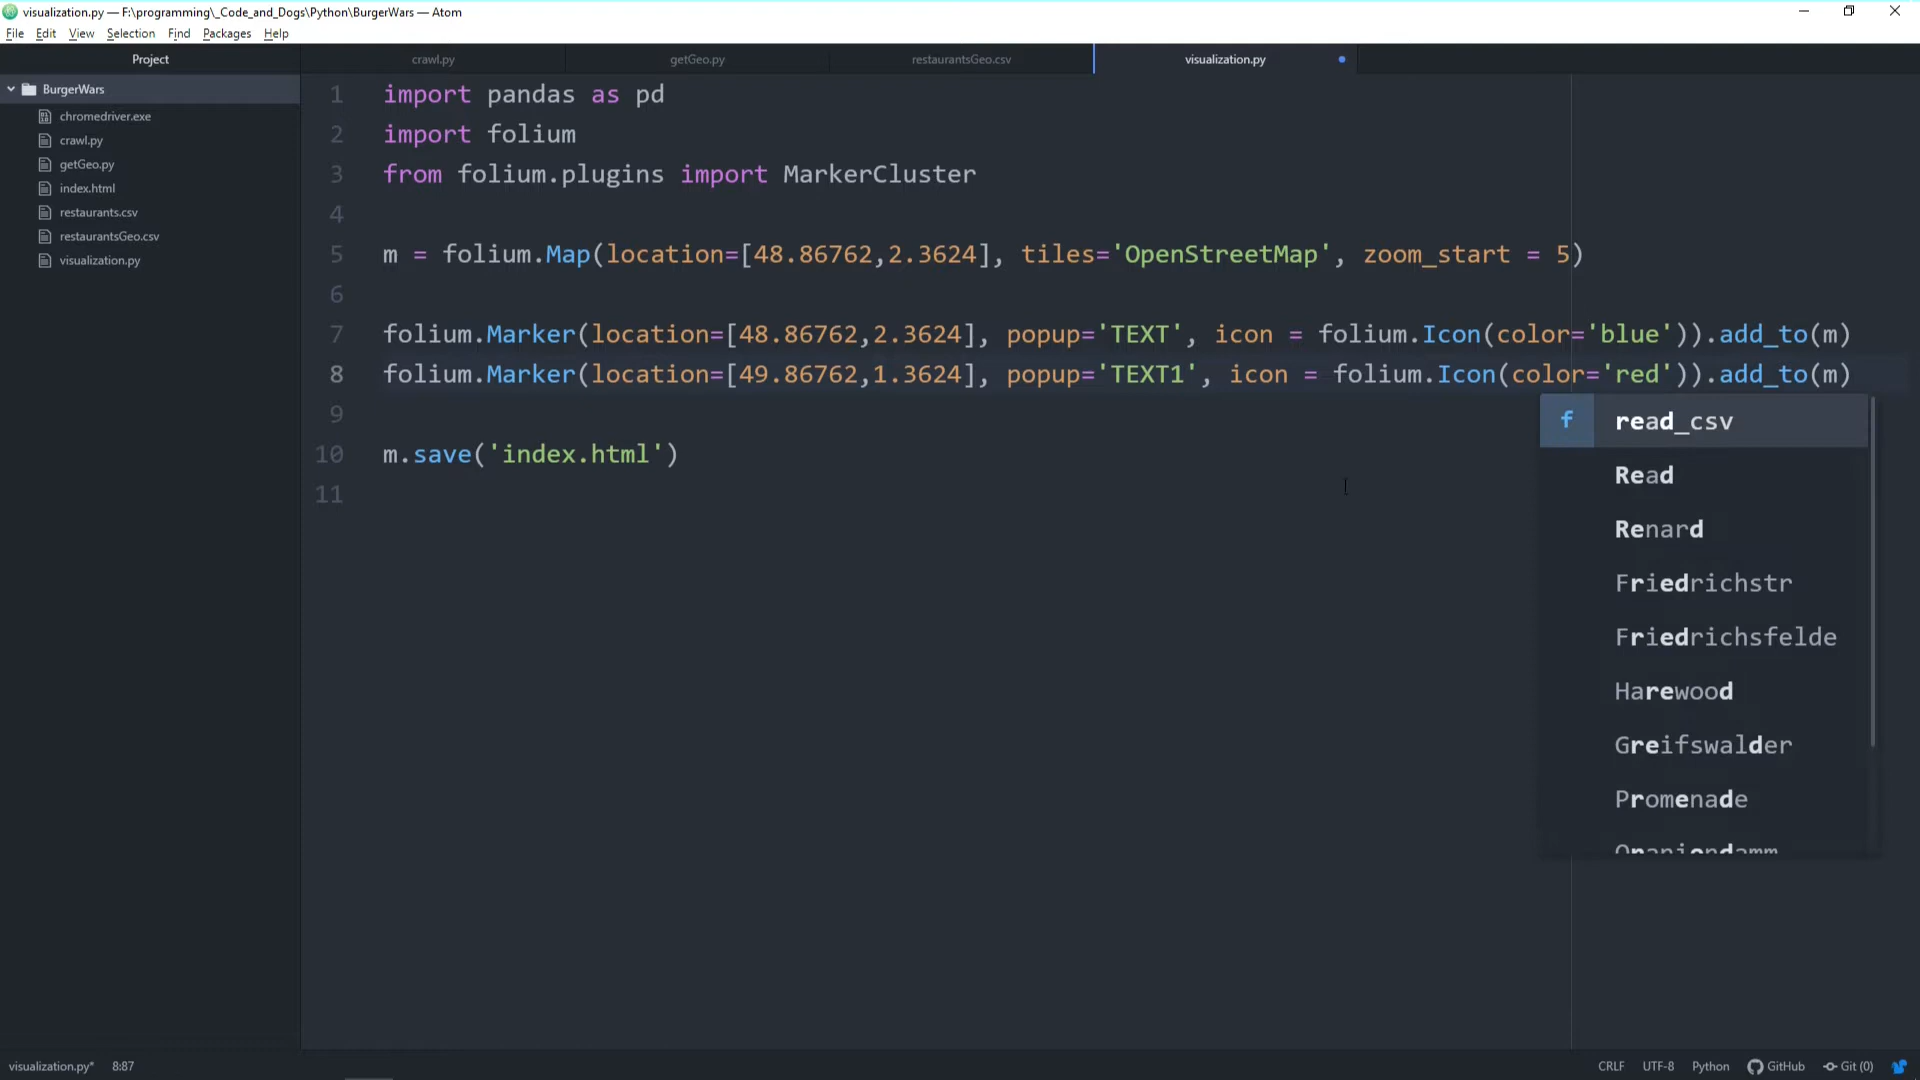 visualization.py — F:\programming\_Code_and_Dogs\Python\BurgerWars — Atom
File Edit View Selection Find Packages Help
Project
crawl.py
getGeo.py
restaurantsGeo.csv
visualization.py
BurgerWars
chromedriver.exe
crawl.py
getGeo.py
index.html
restaurants.csv
restaurantsGeo.csv
visualization.py
1 import pandas as pd
2 import folium
3 from folium.plugins import MarkerCluster
4
5 m = folium.Map(location=[48.86762,2.3624], tiles='OpenStreetMap', zoom_start = 5)
6
7 folium.Marker(location=[48.86762,2.3624], popup='TEXT', icon = folium.Icon(color='blue')).add_to(m)
8 folium.Marker(location=[49.86762,1.3624], popup='TEXT1', icon = folium.Icon(color='red')).add_to(m)
9
10 m.save('index.html')
11
f read_csv
Read
Renard
Friedrichstr
Friedrichsfelde
Harewood
Greifswalder
Promenade
visualization.py* 8:87
CRLF UTF-8 Python GitHub Git (0)